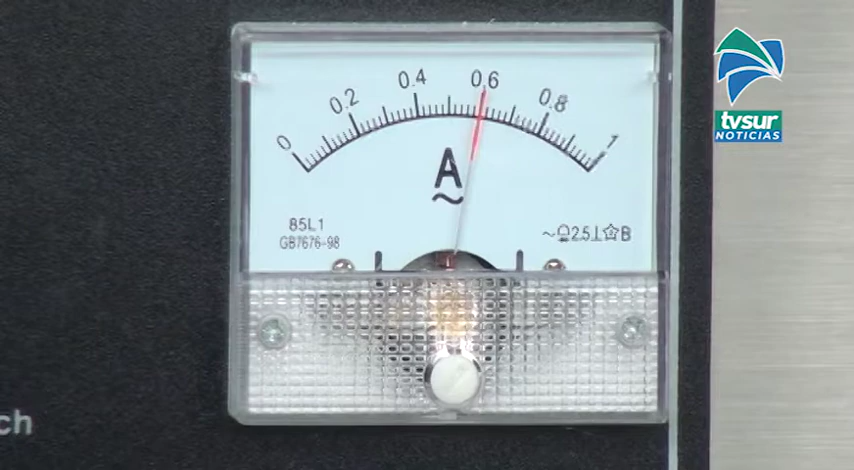 tvsur
NOTICIAS
0 0.2 0.4 0.6 0.8 1
A
~
85L1
GB7676-98
~ 2.5 ⊥ ☆ B
ch